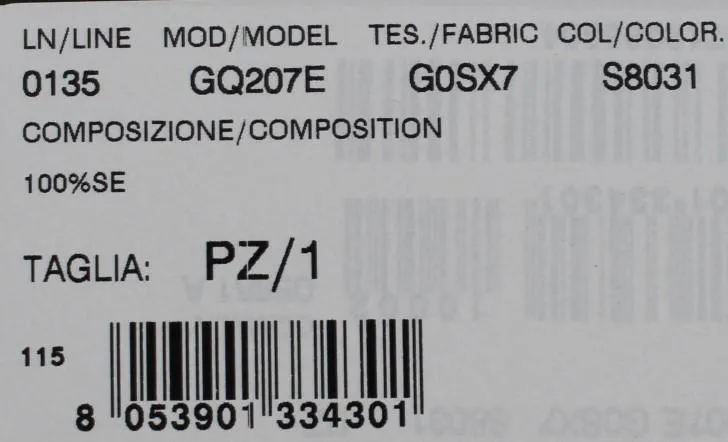 LN/LINE MOD/MODEL TES./FABRIC COL/COLOR.
0135 GQ207E G0SX7 S8031
COMPOSIZIONE/COMPOSITION
100%SE
TAGLIA: PZ/1
115
8 053901 334301